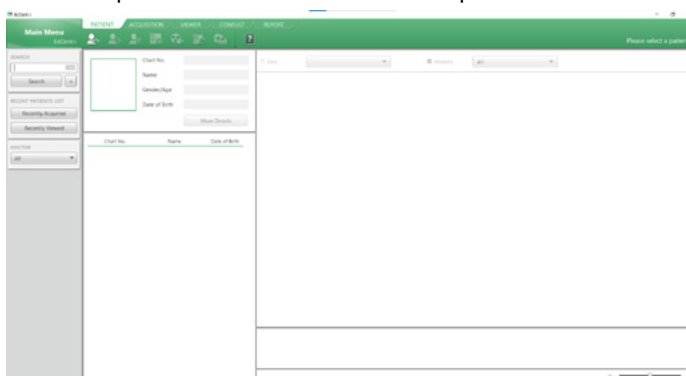 EzDent-i
Main Menu
EzDent-i
PATIENT ACQUISITION VIEWER CONSULT REPORT
Please select a patien
SEARCH
Search
RECENT PATIENTS LIST
Recently Acquired
Recently Viewed
DOCTOR
All
Chart No.
Name
Gender/Age
Date of Birth
More Details
Chart No. Name Date of Birth
Date
Modality All